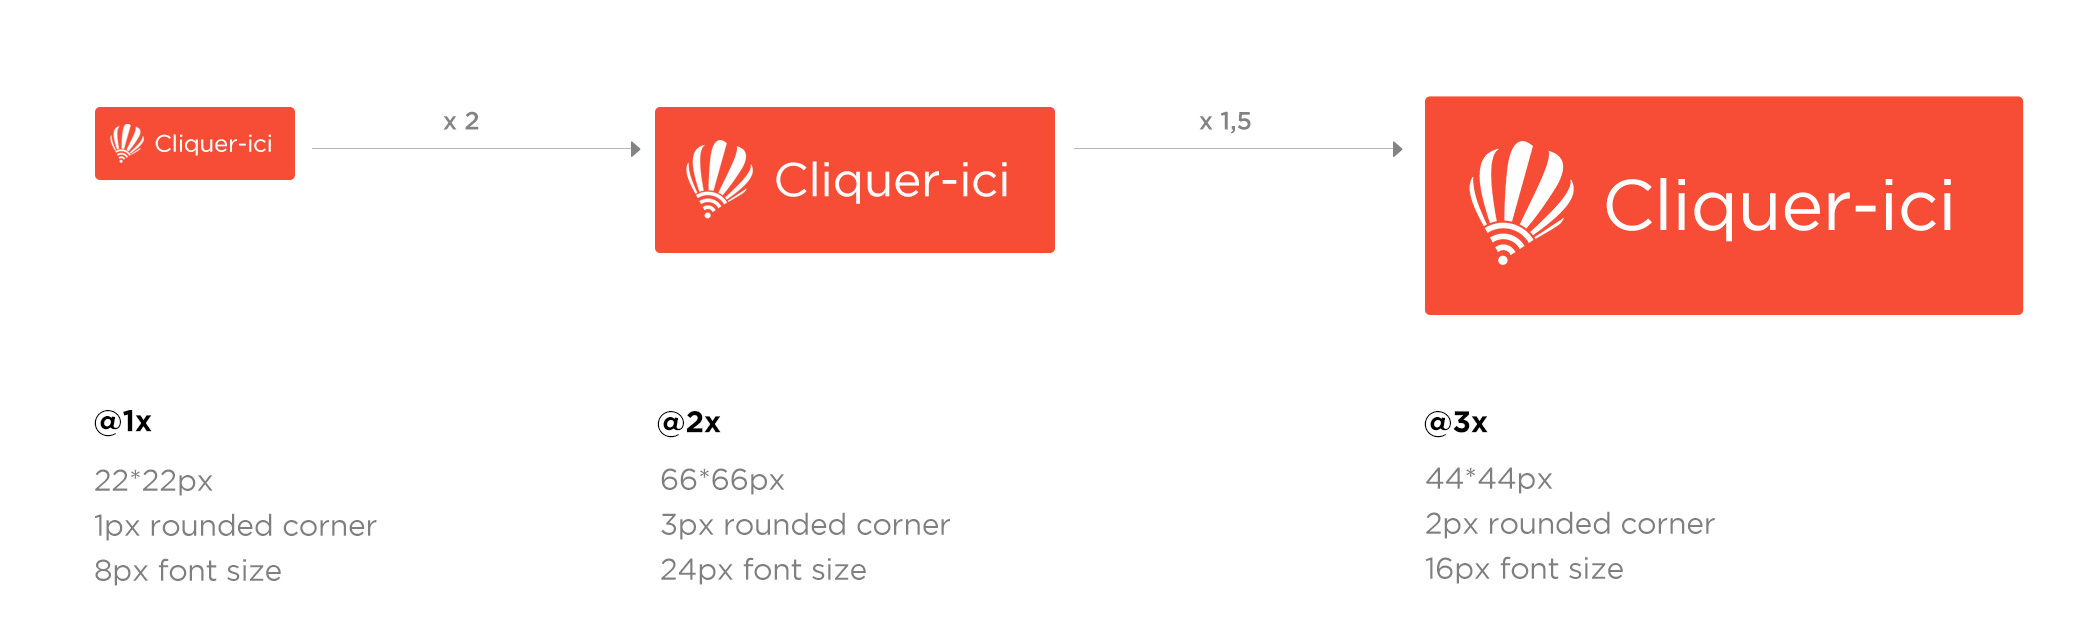 Cliquer-ici
x 2
Cliquer-ici
x 1,5
Cliquer-ici
@1x
22*22px
1px rounded corner
8px font size
@2x
66*66px
3px rounded corner
24px font size
@3x
44*44px
2px rounded corner
16px font size